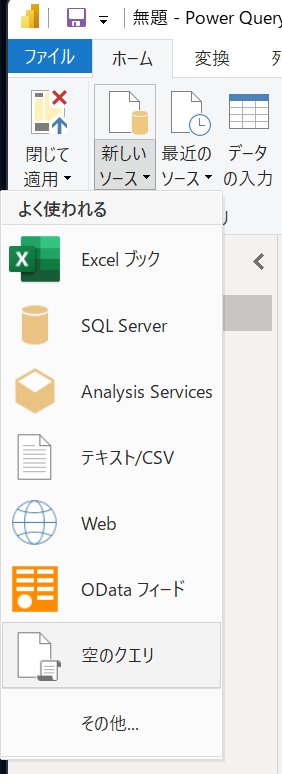 無題 - Power Query
ファイル
ホーム
変換
閉じて
適用
新しい
ソース
最近の
ソース
データ
の入力
よく使われる
Excel ブック
SQL Server
Analysis Services
テキスト/CSV
Web
OData フィード
空のクエリ
その他...